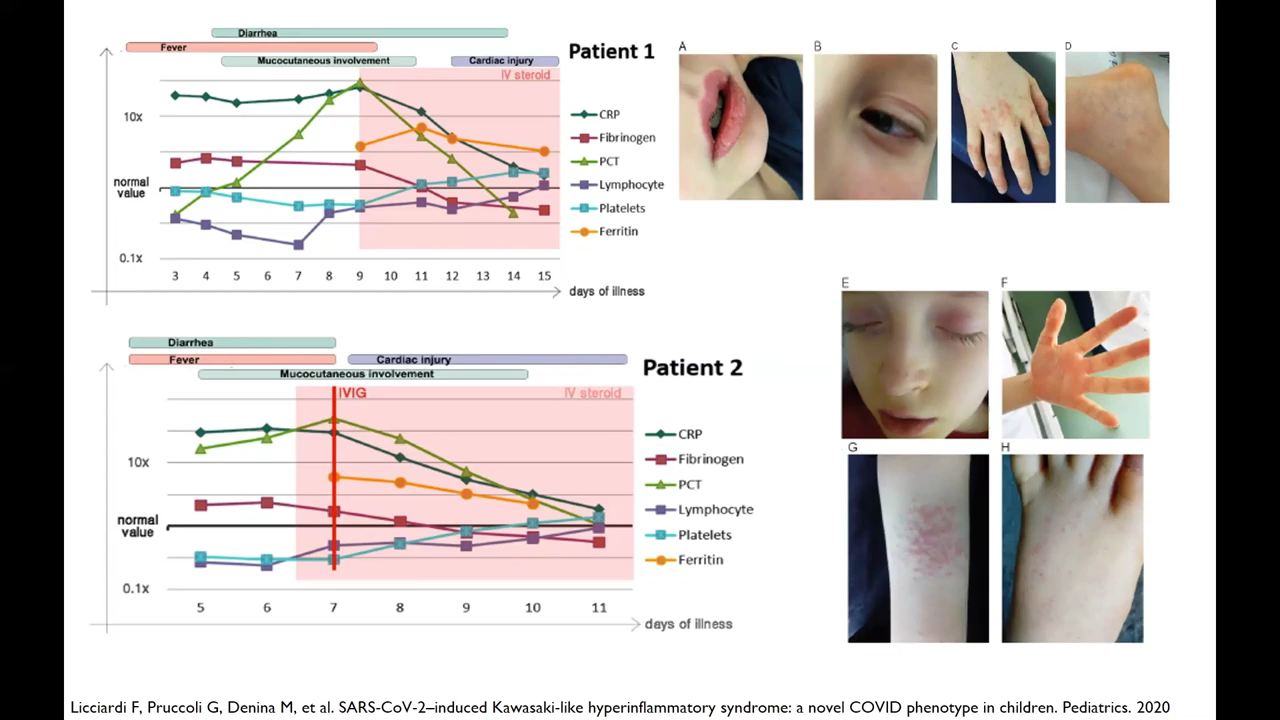 Diarrhea
Fever
Mucocutaneous involvement
Cardiac injury
Patient 1
IV steroid
10x
normal
value
0.1x
CRP
Fibrinogen
PCT
Lymphocyte
Platelets
Ferritin
3 4 5 6 7 8 9 10 11 12 13 14 15
days of illness
A
B
C
D
Diarrhea
Fever
Cardiac injury
Mucocutaneous involvement
Patient 2
IVIG
IV steroid
10x
normal
value
0.1x
CRP
Fibrinogen
PCT
Lymphocyte
Platelets
Ferritin
5 6 7 8 9 10 11
days of illness
E
F
G
H
Licciardi F, Pruccoli G, Denina M, et al. SARS-CoV-2–induced Kawasaki-like hyperinflammatory syndrome: a novel COVID phenotype in children. Pediatrics. 2020